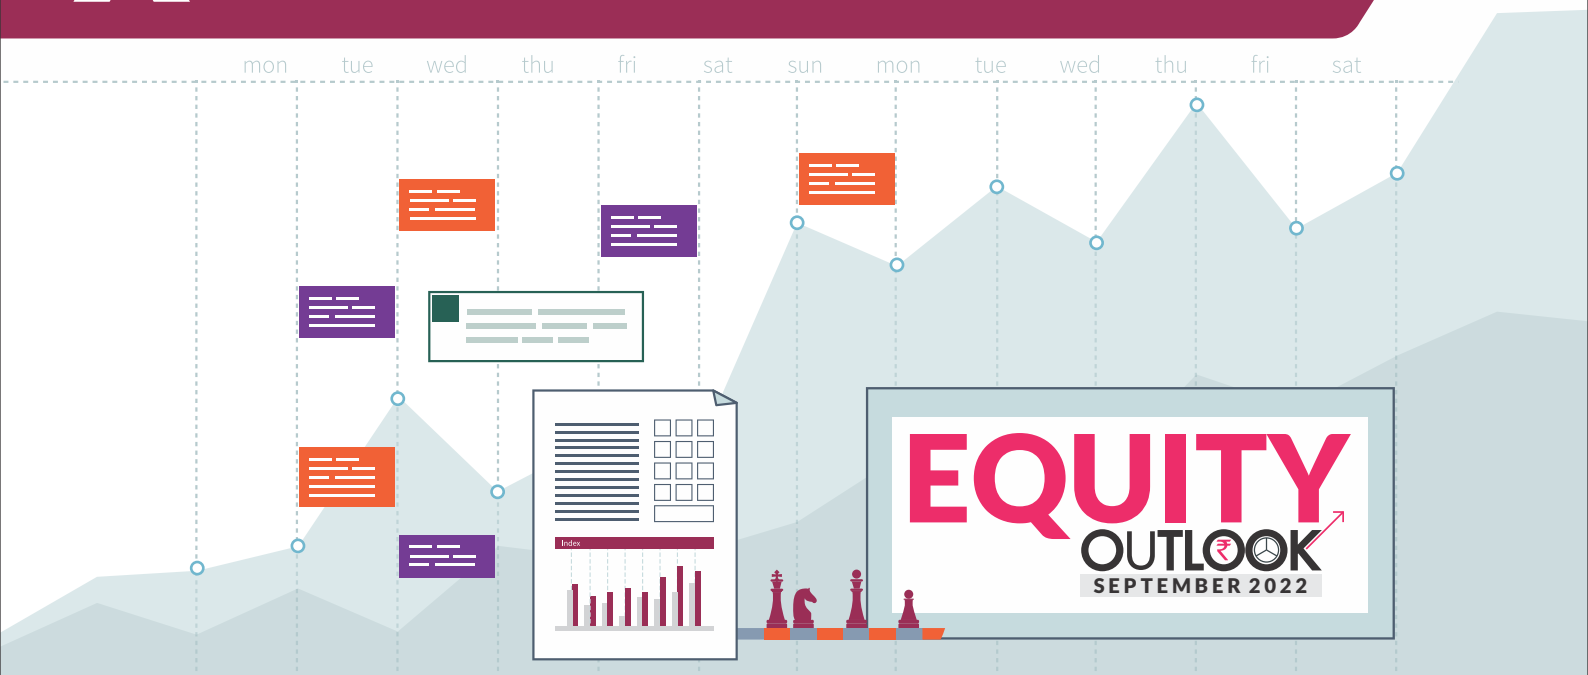 mon tue wed thu fri sat sun mon tue wed thu fri sat
Index
EQUITY
OUTLOOK
SEPTEMBER 2022